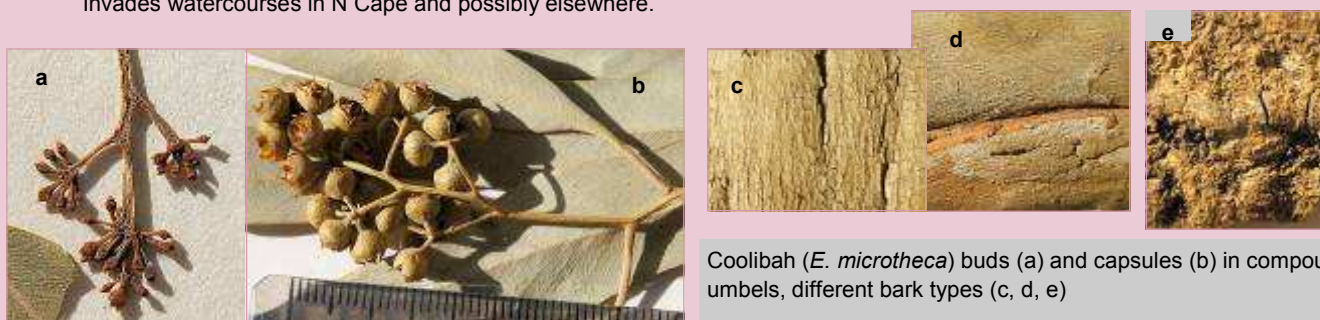 invades watercourses in N Cape and possibly elsewhere.
a
b
c
d
e
Coolibah (E. microtheca) buds (a) and capsules (b) in compou
umbels, different bark types (c, d, e)